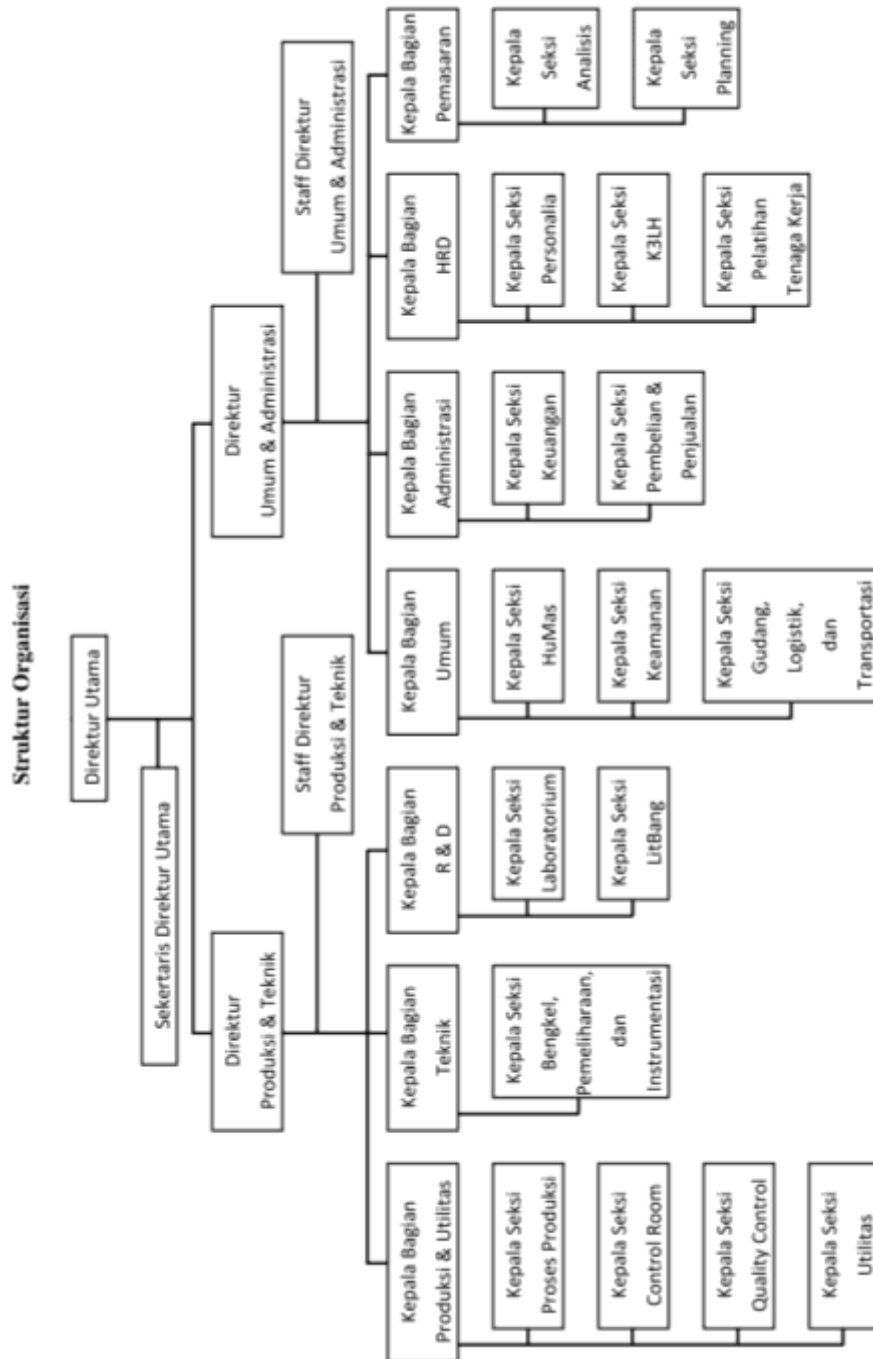 Struktur Organisasi
Direktur Utama
Sekertaris Direktur Utama
Direktur
Produksi & Teknik
Direktur
Umum & Administrasi
Staff Direktur
Produksi & Teknik
Staff Direktur
Umum & Administrasi
Kepala Bagian
Produksi & Utilitas
Kepala Seksi
Proses Produksi
Kepala Seksi
Control Room
Kepala Seksi
Quality Control
Kepala Seksi
Utilitas
Kepala Bagian
Teknik
Kepala Seksi
Bengkel,
Pemeliharaan,
dan
Instrumentasi
Kepala Bagian
R & D
Kepala Seksi
Laboratorium
Kepala Seksi
LitBang
Kepala Bagian
Umum
Kepala Seksi
HuMas
Kepala Seksi
Keamanan
Kepala Seksi
Gudang,
Logistik,
dan
Transportasi
Kepala Bagian
Administrasi
Kepala Seksi
Keuangan
Kepala Seksi
Pembelian &
Penjualan
Kepala Bagian
HRD
Kepala Seksi
Personalia
Kepala Seksi
K3LH
Kepala Seksi
Pelatihan
Tenaga Kerja
Kepala Bagian
Pemasaran
Kepala
Seksi
Analisis
Kepala
Seksi
Planning